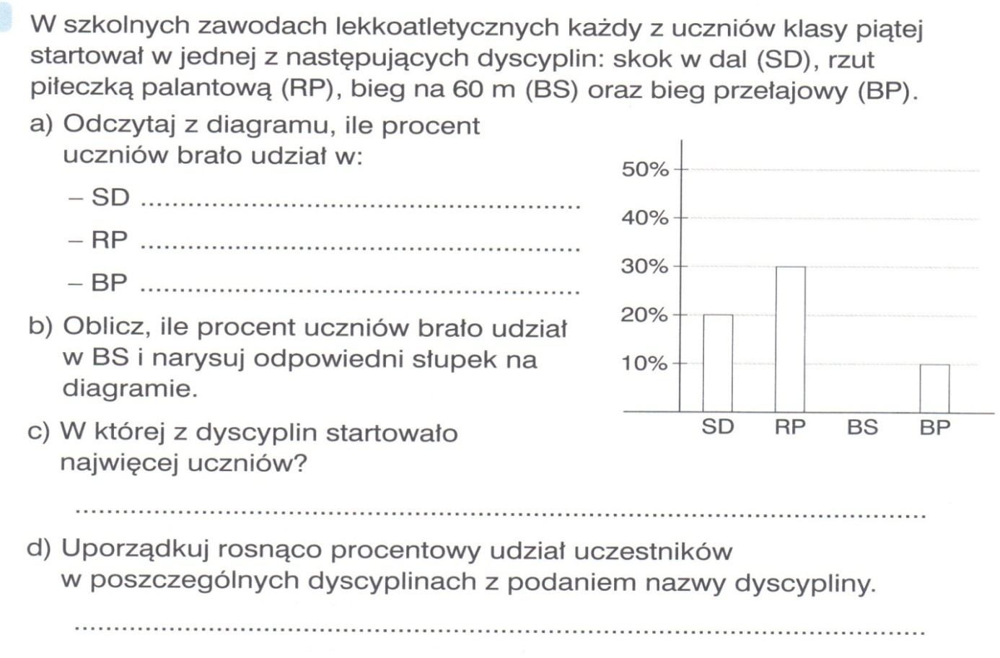 W szkolnych zawodach lekkoatletycznych każdy z uczniów klasy piątej
startował w jednej z następujących dyscyplin: skok w dal (SD), rzut
piłeczką palantową (RP), bieg na 60 m (BS) oraz bieg przełajowy (BP).
a) Odczytaj z diagramu, ile procent
uczniów brało udział w:
– SD ........................................................
– RP ........................................................
– BP ........................................................
b) Oblicz, ile procent uczniów brało udział
w BS i narysuj odpowiedni słupek na
diagramie.
c) W której z dyscyplin startowało
najwięcej uczniów?
............................................................................................................
d) Uporządkuj rosnąco procentowy udział uczestników
w poszczególnych dyscyplinach z podaniem nazwy dyscypliny.
............................................................................................................
50%
40%
30%
20%
10%
SD RP BS BP